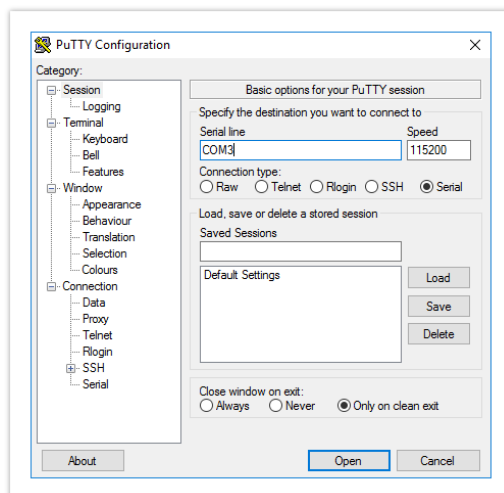 PuTTY Configuration
Category:
Session
Logging
Terminal
Keyboard
Bell
Features
Window
Appearance
Behaviour
Translation
Selection
Colours
Connection
Data
Proxy
Telnet
Rlogin
SSH
Serial
Basic options for your PuTTY session
Specify the destination you want to connect to
Serial line Speed
COM3 115200
Connection type:
Raw Telnet Rlogin SSH Serial
Load, save or delete a stored session
Saved Sessions
Default Settings
Load
Save
Delete
Close window on exit:
Always Never Only on clean exit
About Open Cancel